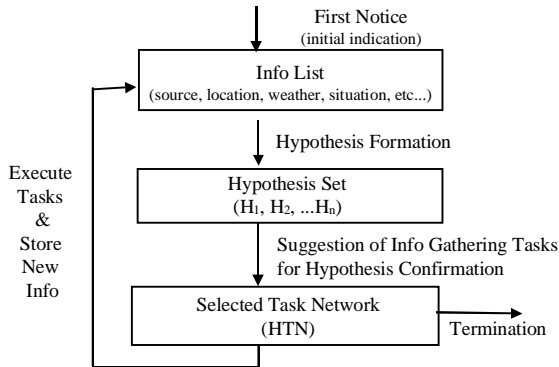 First Notice
(initial indication)
Info List
(source, location, weather, situation, etc...)
Hypothesis Formation
Execute
Tasks
&
Store
New
Info
Hypothesis Set
(H₁, H₂, ...Hₙ)
Suggestion of Info Gathering Tasks
for Hypothesis Confirmation
Selected Task Network
(HTN)
Termination